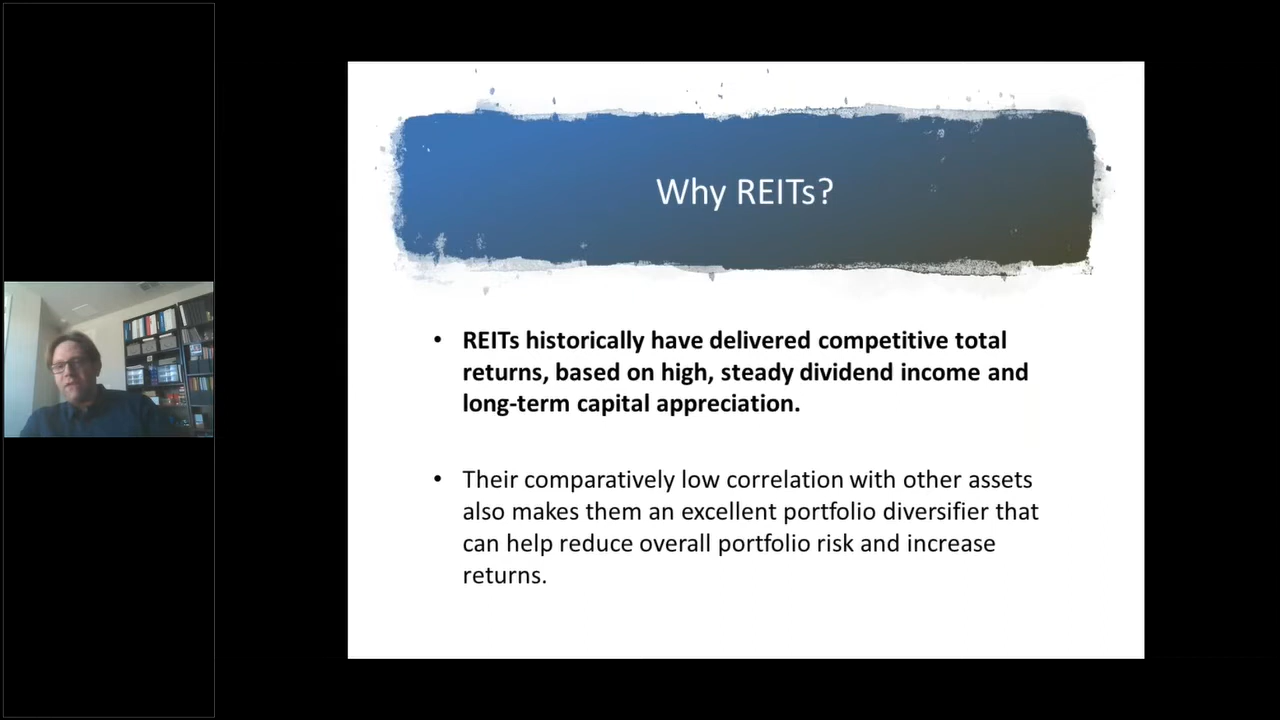 Why REITs?
• REITs historically have delivered competitive total
returns, based on high, steady dividend income and
long-term capital appreciation.
• Their comparatively low correlation with other assets
also makes them an excellent portfolio diversifier that
can help reduce overall portfolio risk and increase
returns.